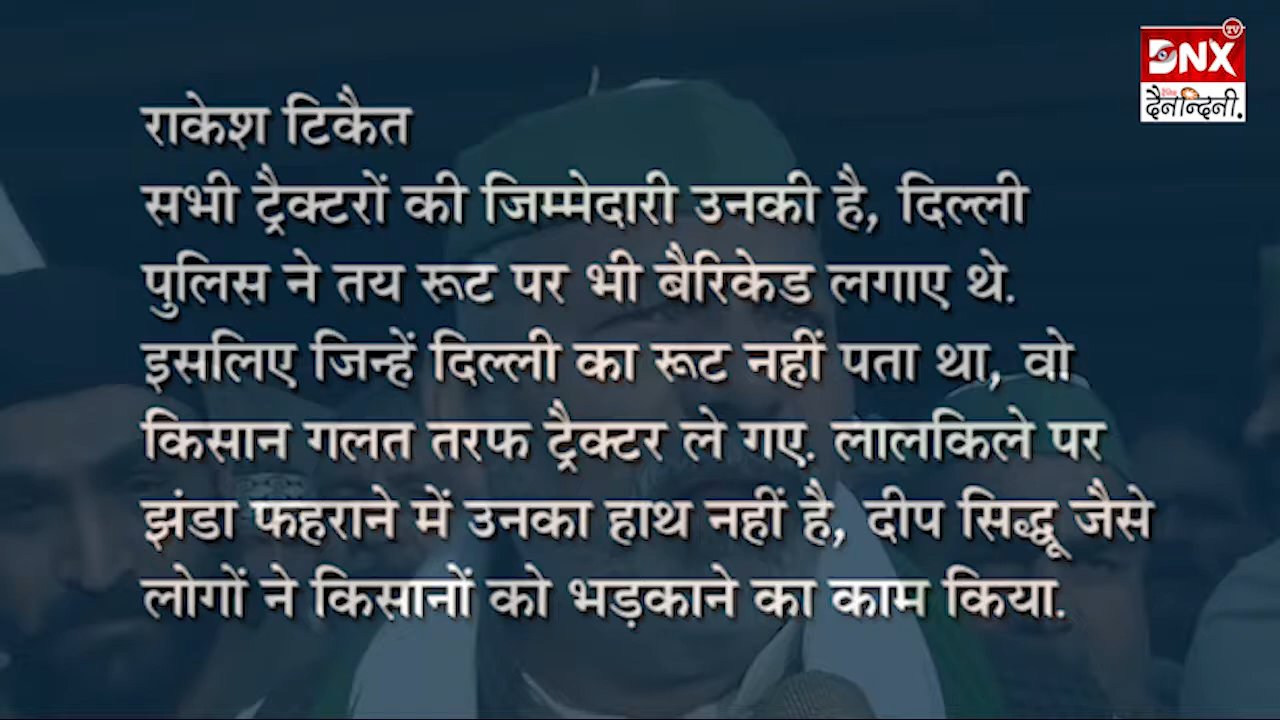 TV
DNX
दैनिक
दैनन्दिनी.
राकेश टिकैत
सभी ट्रैक्टरों की जिम्मेदारी उनकी है, दिल्ली
पुलिस ने तय रूट पर भी बैरिकेड लगाए थे.
इसलिए जिन्हें दिल्ली का रूट नहीं पता था, वो
किसान गलत तरफ ट्रैक्टर ले गए. लालकिले पर
झंडा फहराने में उनका हाथ नहीं है, दीप सिद्धू जैसे
लोगों ने किसानों को भड़काने का काम किया.